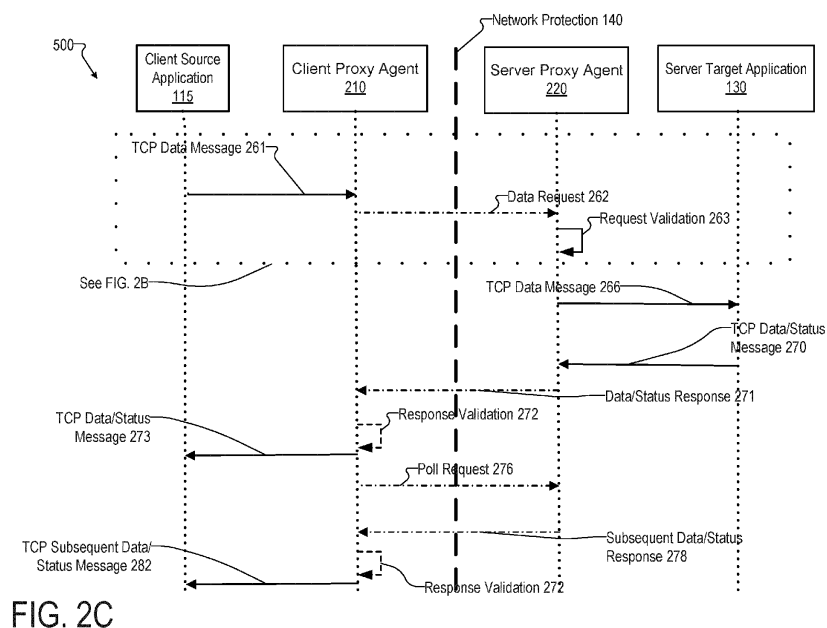 Network Protection 140
500
Client Source
Application
115
Client Proxy Agent
210
Server Proxy Agent
220
Server Target Application
130
TCP Data Message 261
Data Request 262
Request Validation 263
See FIG. 2B
TCP Data Message 266
TCP Data/Status
Message 270
Data/Status Response 271
Response Validation 272
TCP Data/Status
Message 273
Poll Request 276
Subsequent Data/Status
Response 278
TCP Subsequent Data/
Status Message 282
Response Validation 272
FIG. 2C